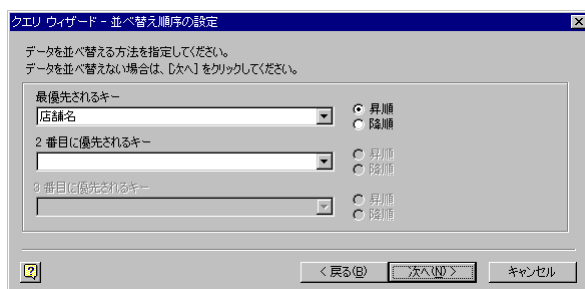 クエリ ウィザード - 並べ替え順序の設定
データを並べ替える方法を指定してください。
データを並べ替えない場合は、[次へ] をクリックしてください。
最優先されるキー
店舗名
昇順
降順
2 番目に優先されるキー
昇順
降順
3 番目に優先されるキー
昇順
降順
?
< 戻る(B)
次へ(N) >
キャンセル